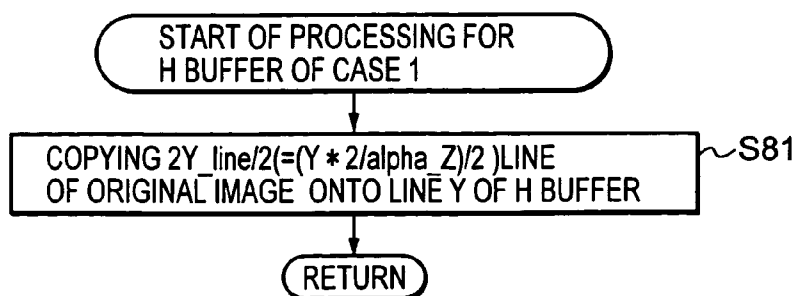 START OF PROCESSING FOR
H BUFFER OF CASE 1
COPYING 2Y_line/2(=(Y * 2/alpha_Z)/2 )LINE
OF ORIGINAL IMAGE ONTO LINE Y OF H BUFFER
S81
RETURN